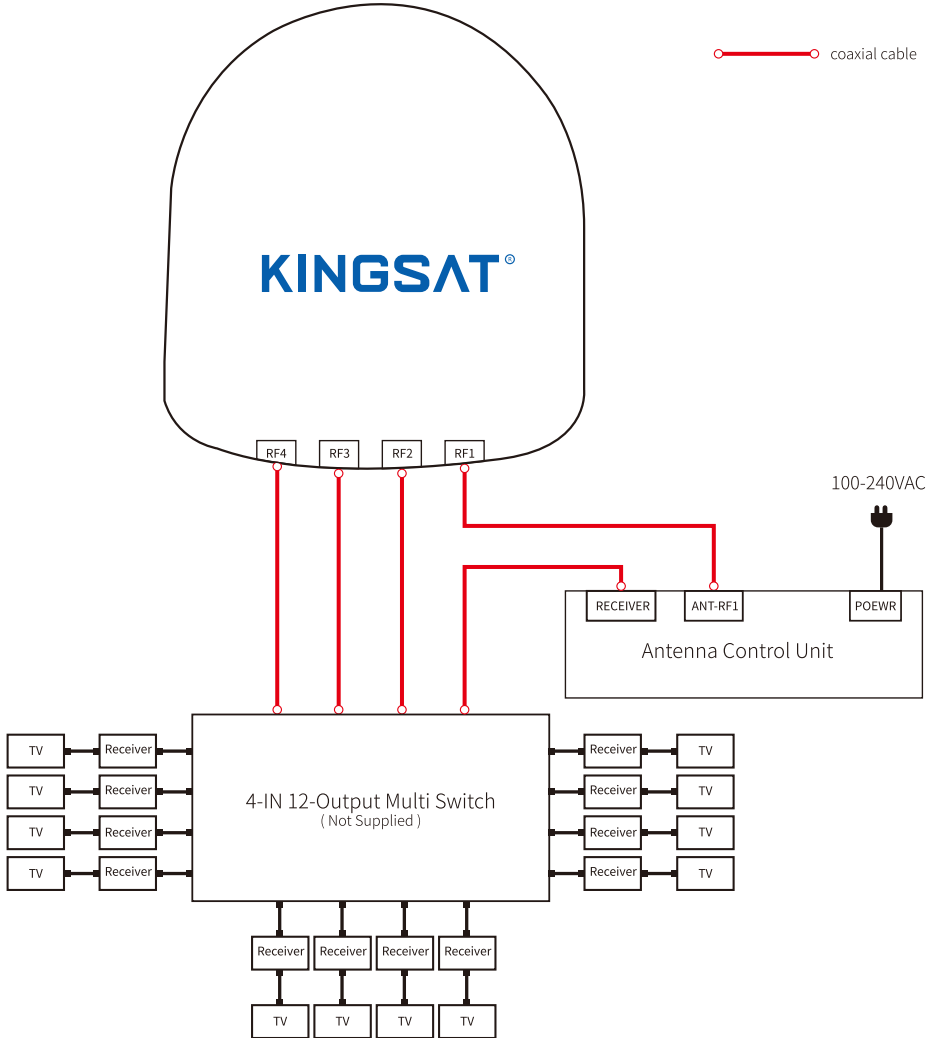 coaxial cable
KINGSAT®
RF4 RF3 RF2 RF1
100-240VAC
RECEIVER ANT-RF1 POEWR
Antenna Control Unit
TV Receiver Receiver TV
TV Receiver Receiver TV
TV Receiver Receiver TV
TV Receiver Receiver TV
4-IN 12-Output Multi Switch
( Not Supplied )
Receiver Receiver Receiver Receiver
TV TV TV TV